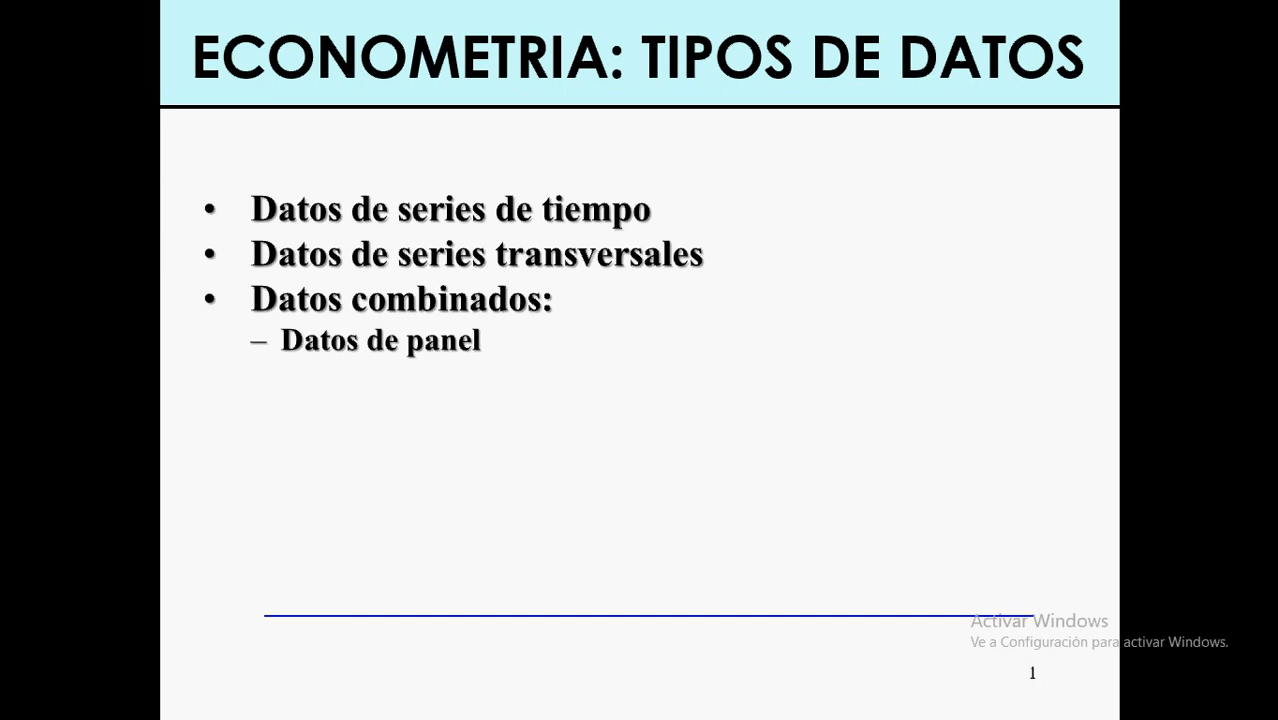 ECONOMETRIA: TIPOS DE DATOS
• Datos de series de tiempo
• Datos de series transversales
• Datos combinados:
– Datos de panel
Activar Windows
Ve a Configuración para activar Windows.
1